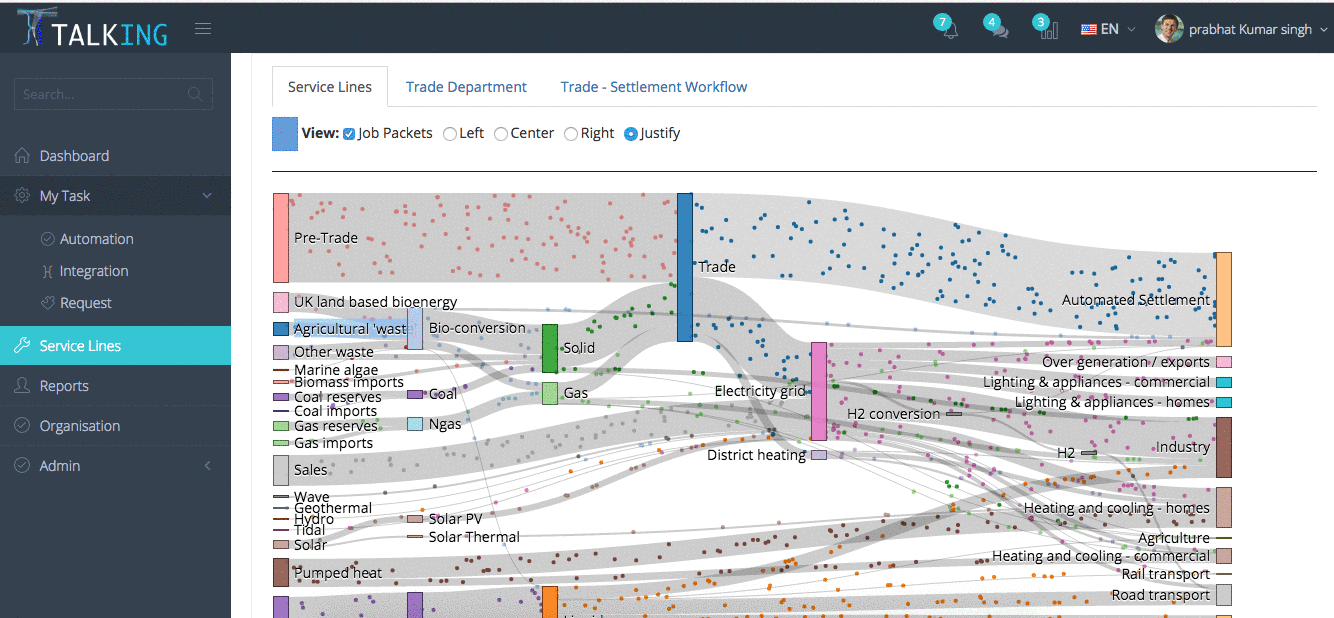 TALKING
7
4
3
EN
prabhat Kumar singh
Search...
Dashboard
My Task
Automation
Integration
Request
Service Lines
Reports
Organisation
Admin
Service Lines
Trade Department
Trade - Settlement Workflow
View:
Job Packets
Left
Center
Right
Justify
Pre-Trade
Trade
Automated Settlement
UK land based bioenergy
Agricultural 'waste'
Bio-conversion
Solid
Other waste
Over generation / exports
Marine algae
Biomass imports
Lighting & appliances - commercial
Coal reserves
Coal
Gas
Electricity grid
Lighting & appliances - homes
Coal imports
H2 conversion
Gas reserves
Ngas
Gas imports
Industry
H2
District heating
Sales
Wave
Geothermal
Heating and cooling - homes
Hydro
Solar PV
Tidal
Solar Thermal
Agriculture
Solar
Heating and cooling - commercial
Pumped heat
Rail transport
Road transport